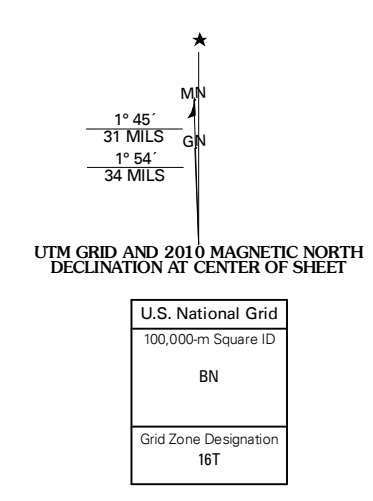 ★
MN
1° 45´
31 MILS
GN
1° 54´
34 MILS
UTM GRID AND 2010 MAGNETIC NORTH
DECLINATION AT CENTER OF SHEET
U.S. National Grid
100,000-m Square ID
BN
Grid Zone Designation
16T